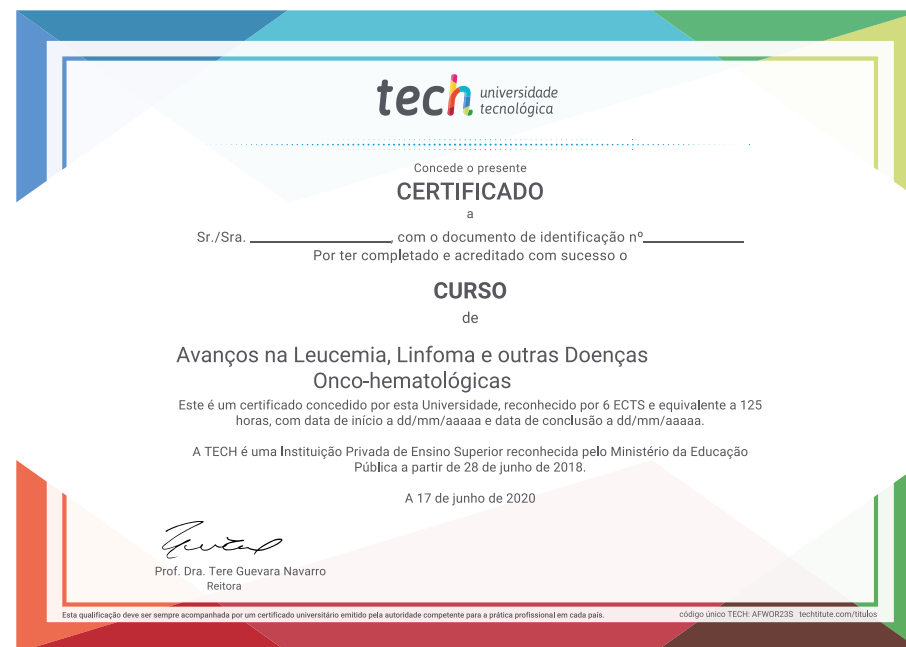 tech universidade
tecnológica
Concede o presente
CERTIFICADO
a
Sr./Sra. ____________________, com o documento de identificação nº______________
Por ter completado e acreditado com sucesso o
CURSO
de
Avanços na Leucemia, Linfoma e outras Doenças
Onco-hematológicas
Este é um certificado concedido por esta Universidade, reconhecido por 6 ECTS e equivalente a 125
horas, com data de início a dd/mm/aaaaa e data de conclusão a dd/mm/aaaaa.
A TECH é uma Instituição Privada de Ensino Superior reconhecida pelo Ministério da Educação
Pública a partir de 28 de junho de 2018.
A 17 de junho de 2020
Prof. Dra. Tere Guevara Navarro
Reitora
Esta qualificação deve ser sempre acompanhada por um certificado universitário emitido pela autoridade competente para a prática profissional em cada país.
código único TECH: AFWOR23S techtitute.com/titulos